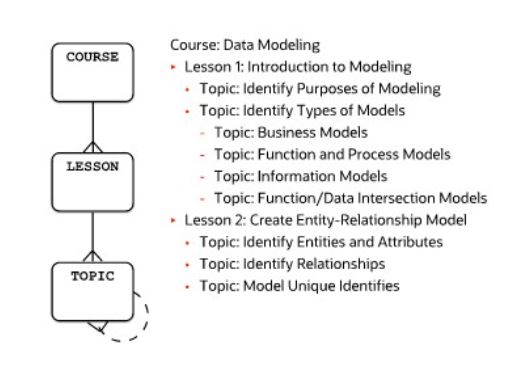 COURSE
LESSON
TOPIC
Course: Data Modeling
Lesson 1: Introduction to Modeling
Topic: Identify Purposes of Modeling
Topic: Identify Types of Models
- Topic: Business Models
- Topic: Function and Process Models
- Topic: Information Models
- Topic: Function/Data Intersection Models
Lesson 2: Create Entity-Relationship Model
Topic: Identify Entities and Attributes
Topic: Identify Relationships
Topic: Model Unique Identifies